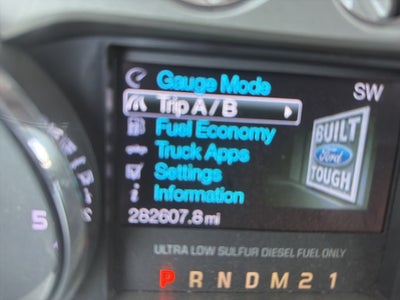 Gauge Mode
SW
Trip A / B
Fuel Economy
Truck Apps
Settings
Information
282607.8 mi
BUILT
Ford
TOUGH
5
ULTRA LOW SULFUR DIESEL FUEL ONLY
P R N D M 2 1